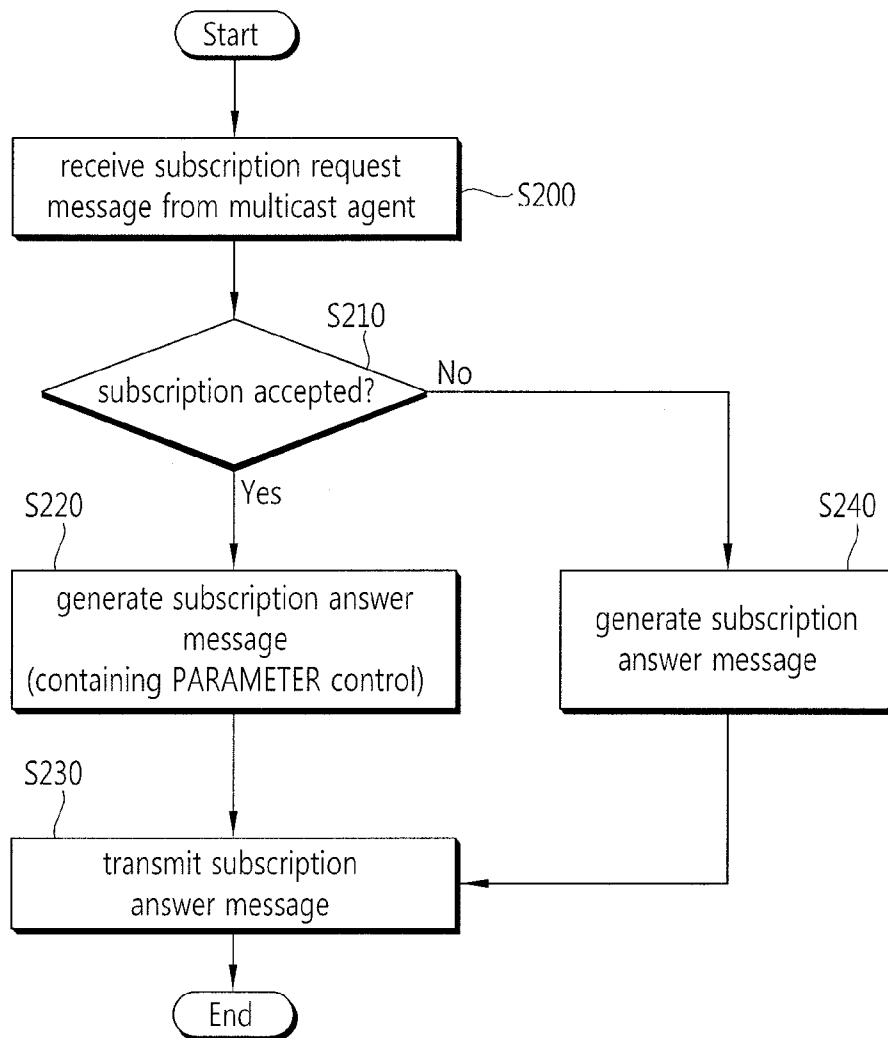 Start
receive subscription request
message from multicast agent
S200
S210
subscription accepted?
No
Yes
S220
generate subscription answer
message
(containing PARAMETER control)
S240
generate subscription
answer message
S230
transmit subscription
answer message
End